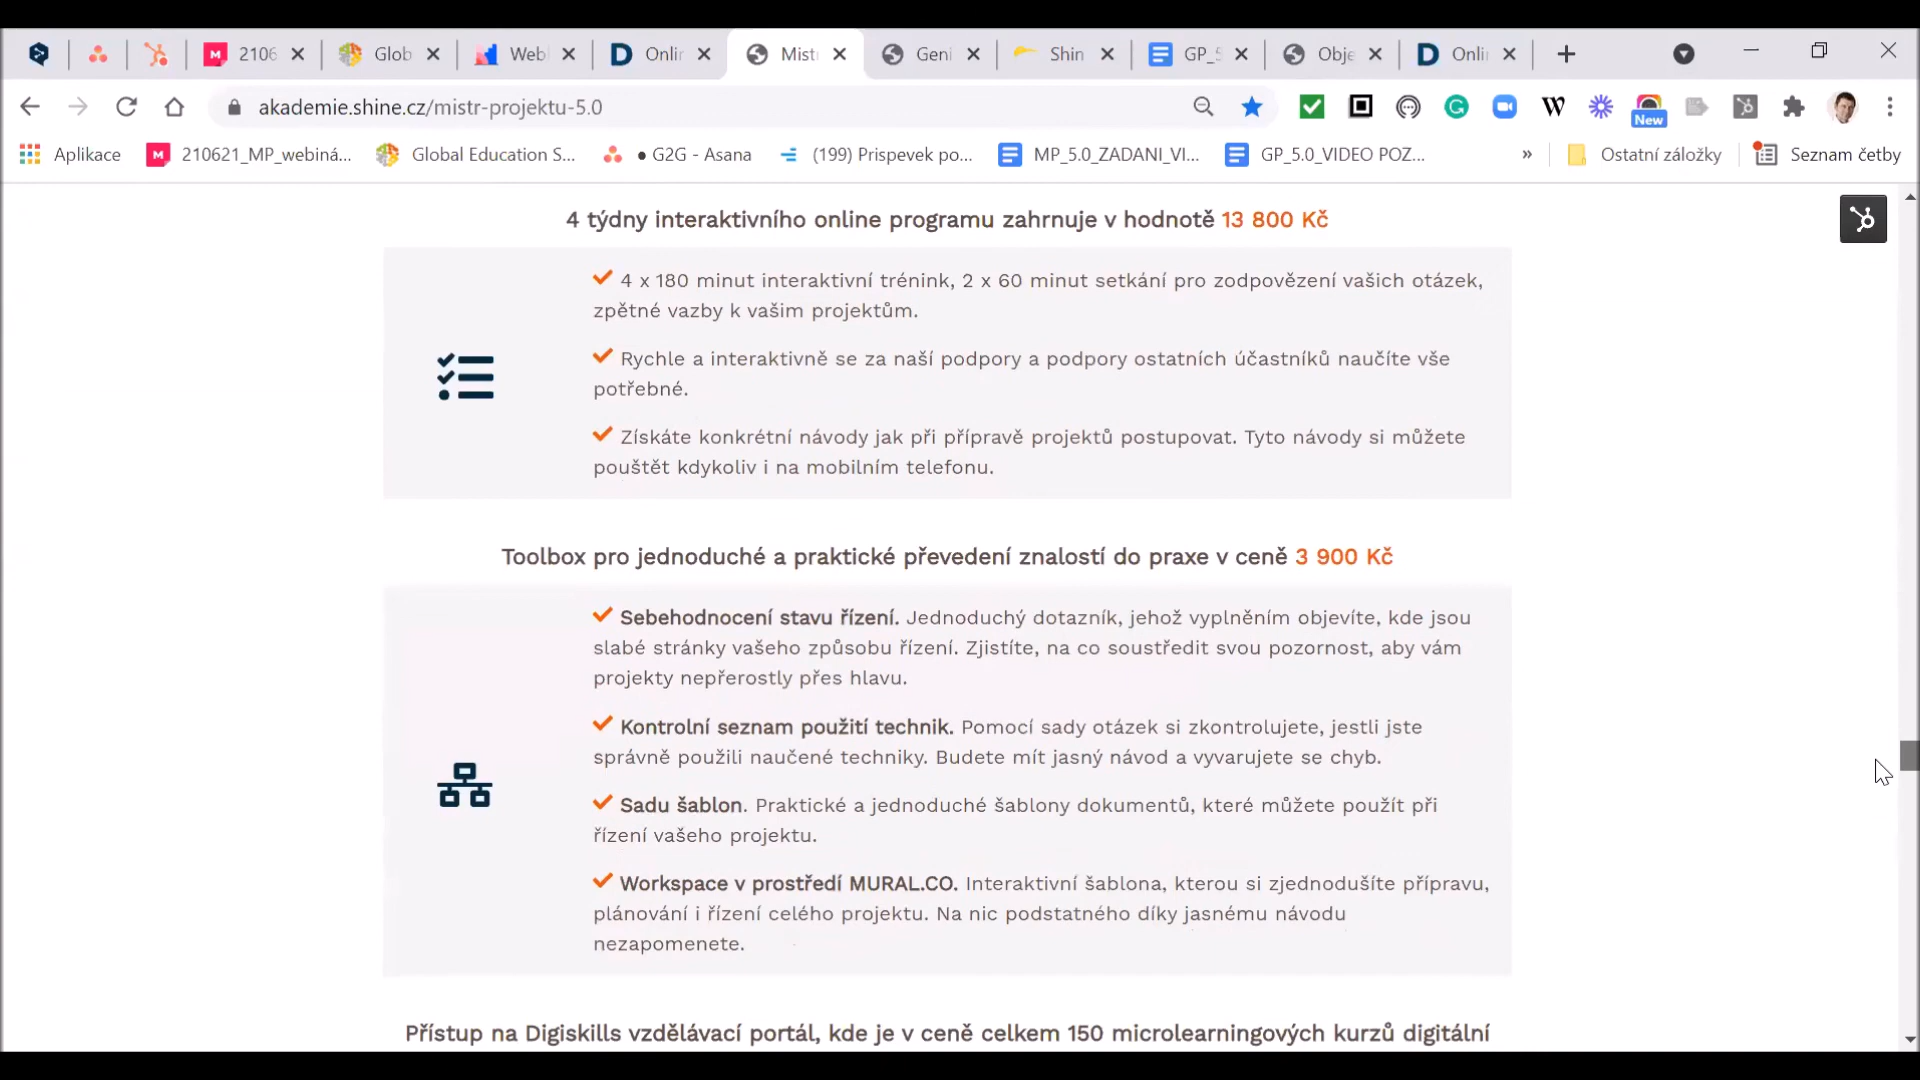 2106
Glob
Webl
Onlin
Mist
Geni
Shin
GP_5
Obje
Onlin
akademie.shine.cz/mistr-projektu-5.0
W
New
Aplikace
210621_MP_webiná...
Global Education S...
● G2G - Asana
(199) Prispevek po...
MP_5.0_ZADANI_VI...
GP_5.0_VIDEO POZ...
»
Ostatní záložky
Seznam četby
4 týdny interaktivního online programu zahrnuje v hodnotě 13 800 Kč
4 x 180 minut interaktivní trénink, 2 x 60 minut setkání pro zodpovězení vašich otázek,
zpětné vazby k vašim projektům.
Rychle a interaktivně se za naší podpory a podpory ostatních účastníků naučíte vše
potřebné.
Získáte konkrétní návody jak při přípravě projektů postupovat. Tyto návody si můžete
pouštět kdykoliv i na mobilním telefonu.
Toolbox pro jednoduché a praktické převedení znalostí do praxe v ceně 3 900 Kč
Sebehodnocení stavu řízení. Jednoduchý dotazník, jehož vyplněním objevíte, kde jsou
slabé stránky vašeho způsobu řízení. Zjistíte, na co soustředit svou pozornost, aby vám
projekty nepřerostly přes hlavu.
Kontrolní seznam použití technik. Pomocí sady otázek si zkontrolujete, jestli jste
správně použili naučené techniky. Budete mít jasný návod a vyvarujete se chyb.
Sadu šablon. Praktické a jednoduché šablony dokumentů, které můžete použít při
řízení vašeho projektu.
Workspace v prostředí MURAL.CO. Interaktivní šablona, kterou si zjednodušíte přípravu,
plánování i řízení celého projektu. Na nic podstatného díky jasnému návodu
nezapomenete.
Přístup na Digiskills vzdělávací portál, kde je v ceně celkem 150 microlearningových kurzů digitální